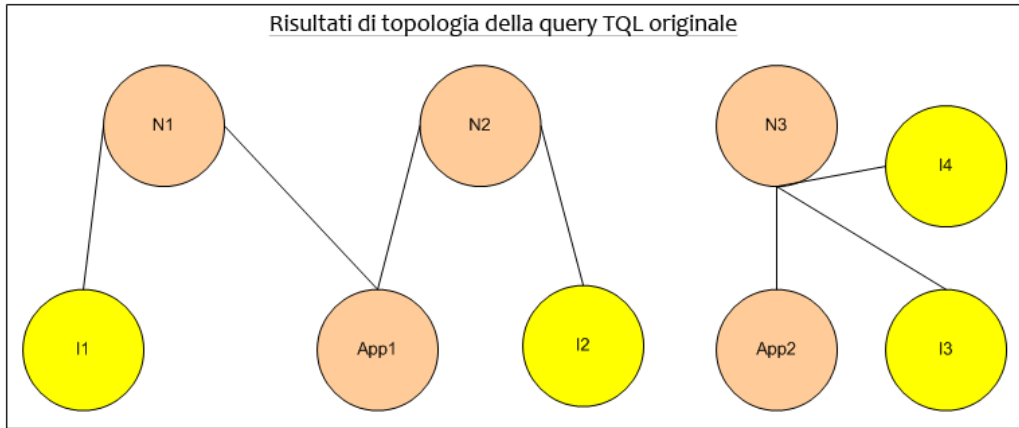 Risultati di topologia della query TQL originale
N1
N2
N3
I4
I1
App1
I2
App2
I3